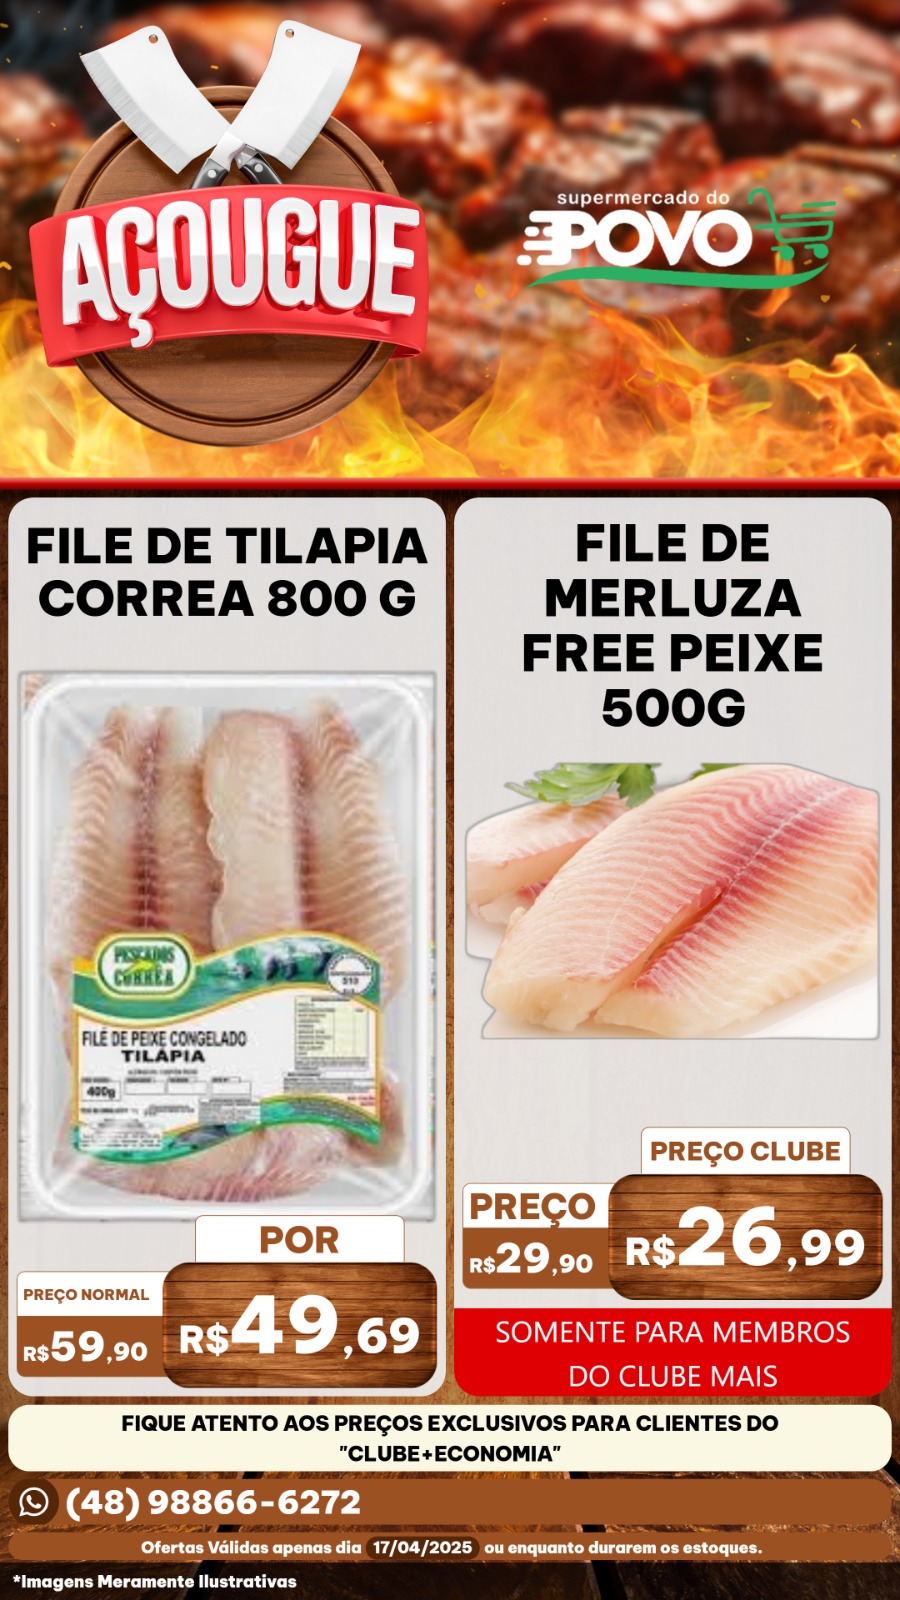 AÇOUGUE
supermercado do
POVO
FILE DE TILAPIA
CORREA 800 G
PESCADOS
CORRÊA
FILÉ DE PEIXE CONGELADO
TILÁPIA
400g
POR
PREÇO NORMAL
R$59,90
R$49,69
FILE DE
MERLUZA
FREE PEIXE
500G
PREÇO CLUBE
PREÇO
R$29,90
R$26,99
SOMENTE PARA MEMBROS
DO CLUBE MAIS
FIQUE ATENTO AOS PREÇOS EXCLUSIVOS PARA CLIENTES DO
"CLUBE+ECONOMIA"
(48) 98866-6272
Ofertas Válidas apenas dia 17/04/2025 ou enquanto durarem os estoques.
*Imagens Meramente Ilustrativas